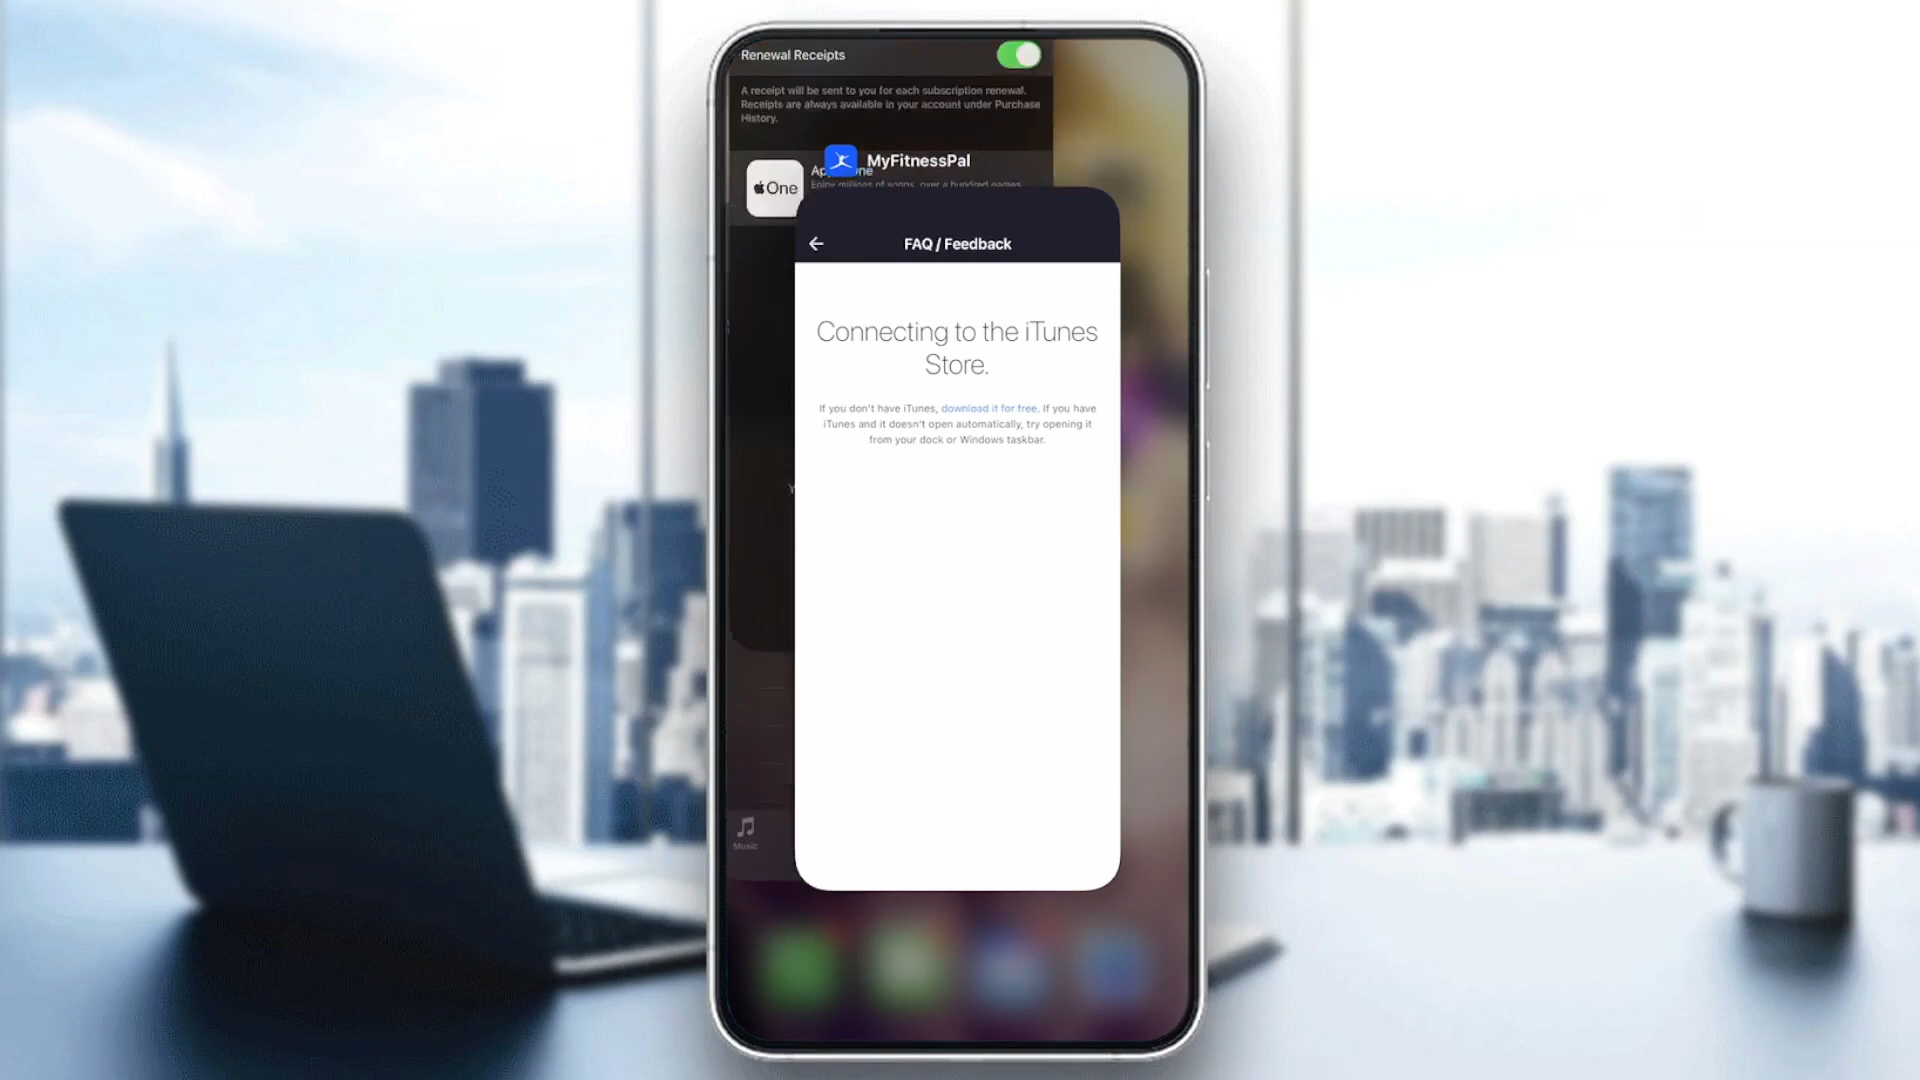 Renewal Receipts
A receipt will be sent to you for each subscription renewal.
Receipts are always available in your account under Purchase
History.
MyFitnessPal
One
Enjoy millions of songs, over a hundred games
FAQ / Feedback
Connecting to the iTunes
Store.
If you don't have iTunes, download it for free. If you have
iTunes and it doesn't open automatically, try opening it
from your dock or Windows taskbar.
Y
Music